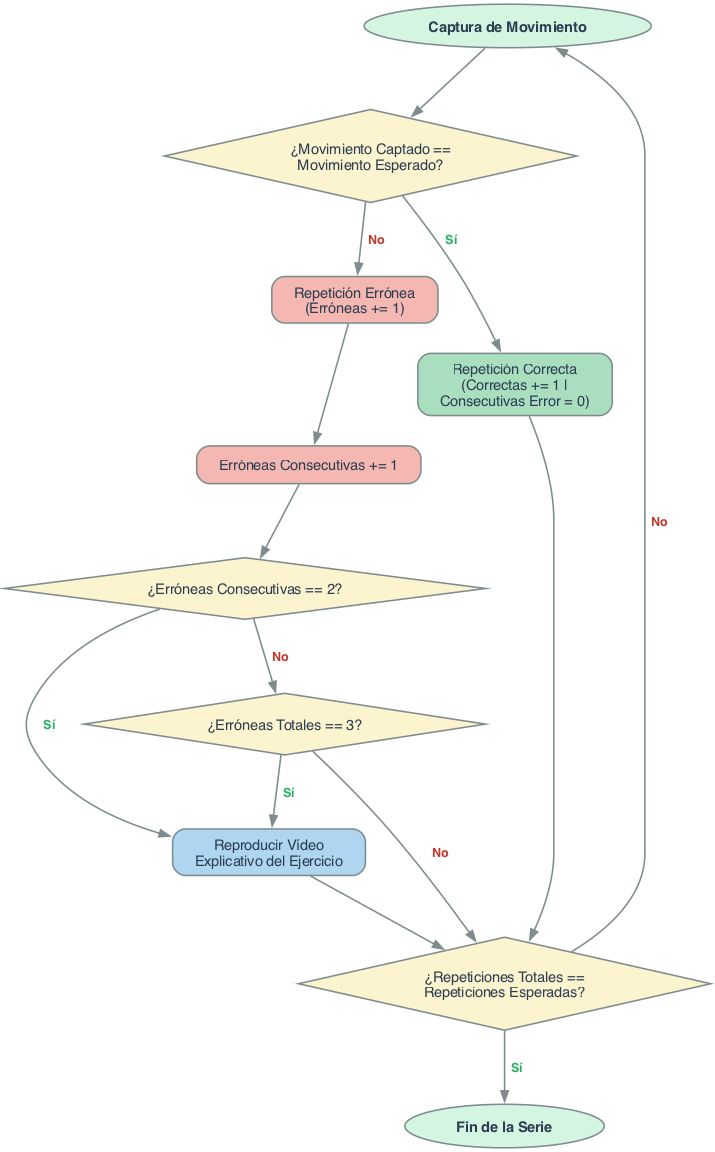 Captura de Movimiento
¿Movimiento Captado ==
Movimiento Esperado?
No
Sí
Repetición Errónea
(Erróneas += 1)
Repetición Correcta
(Correctas += 1 |
Consecutivas Error = 0)
Erróneas Consecutivas += 1
No
¿Erróneas Consecutivas == 2?
No
Sí
¿Erróneas Totales == 3?
Sí
No
Reproducir Vídeo
Explicativo del Ejercicio
¿Repeticiones Totales ==
Repeticiones Esperadas?
Sí
Fin de la Serie